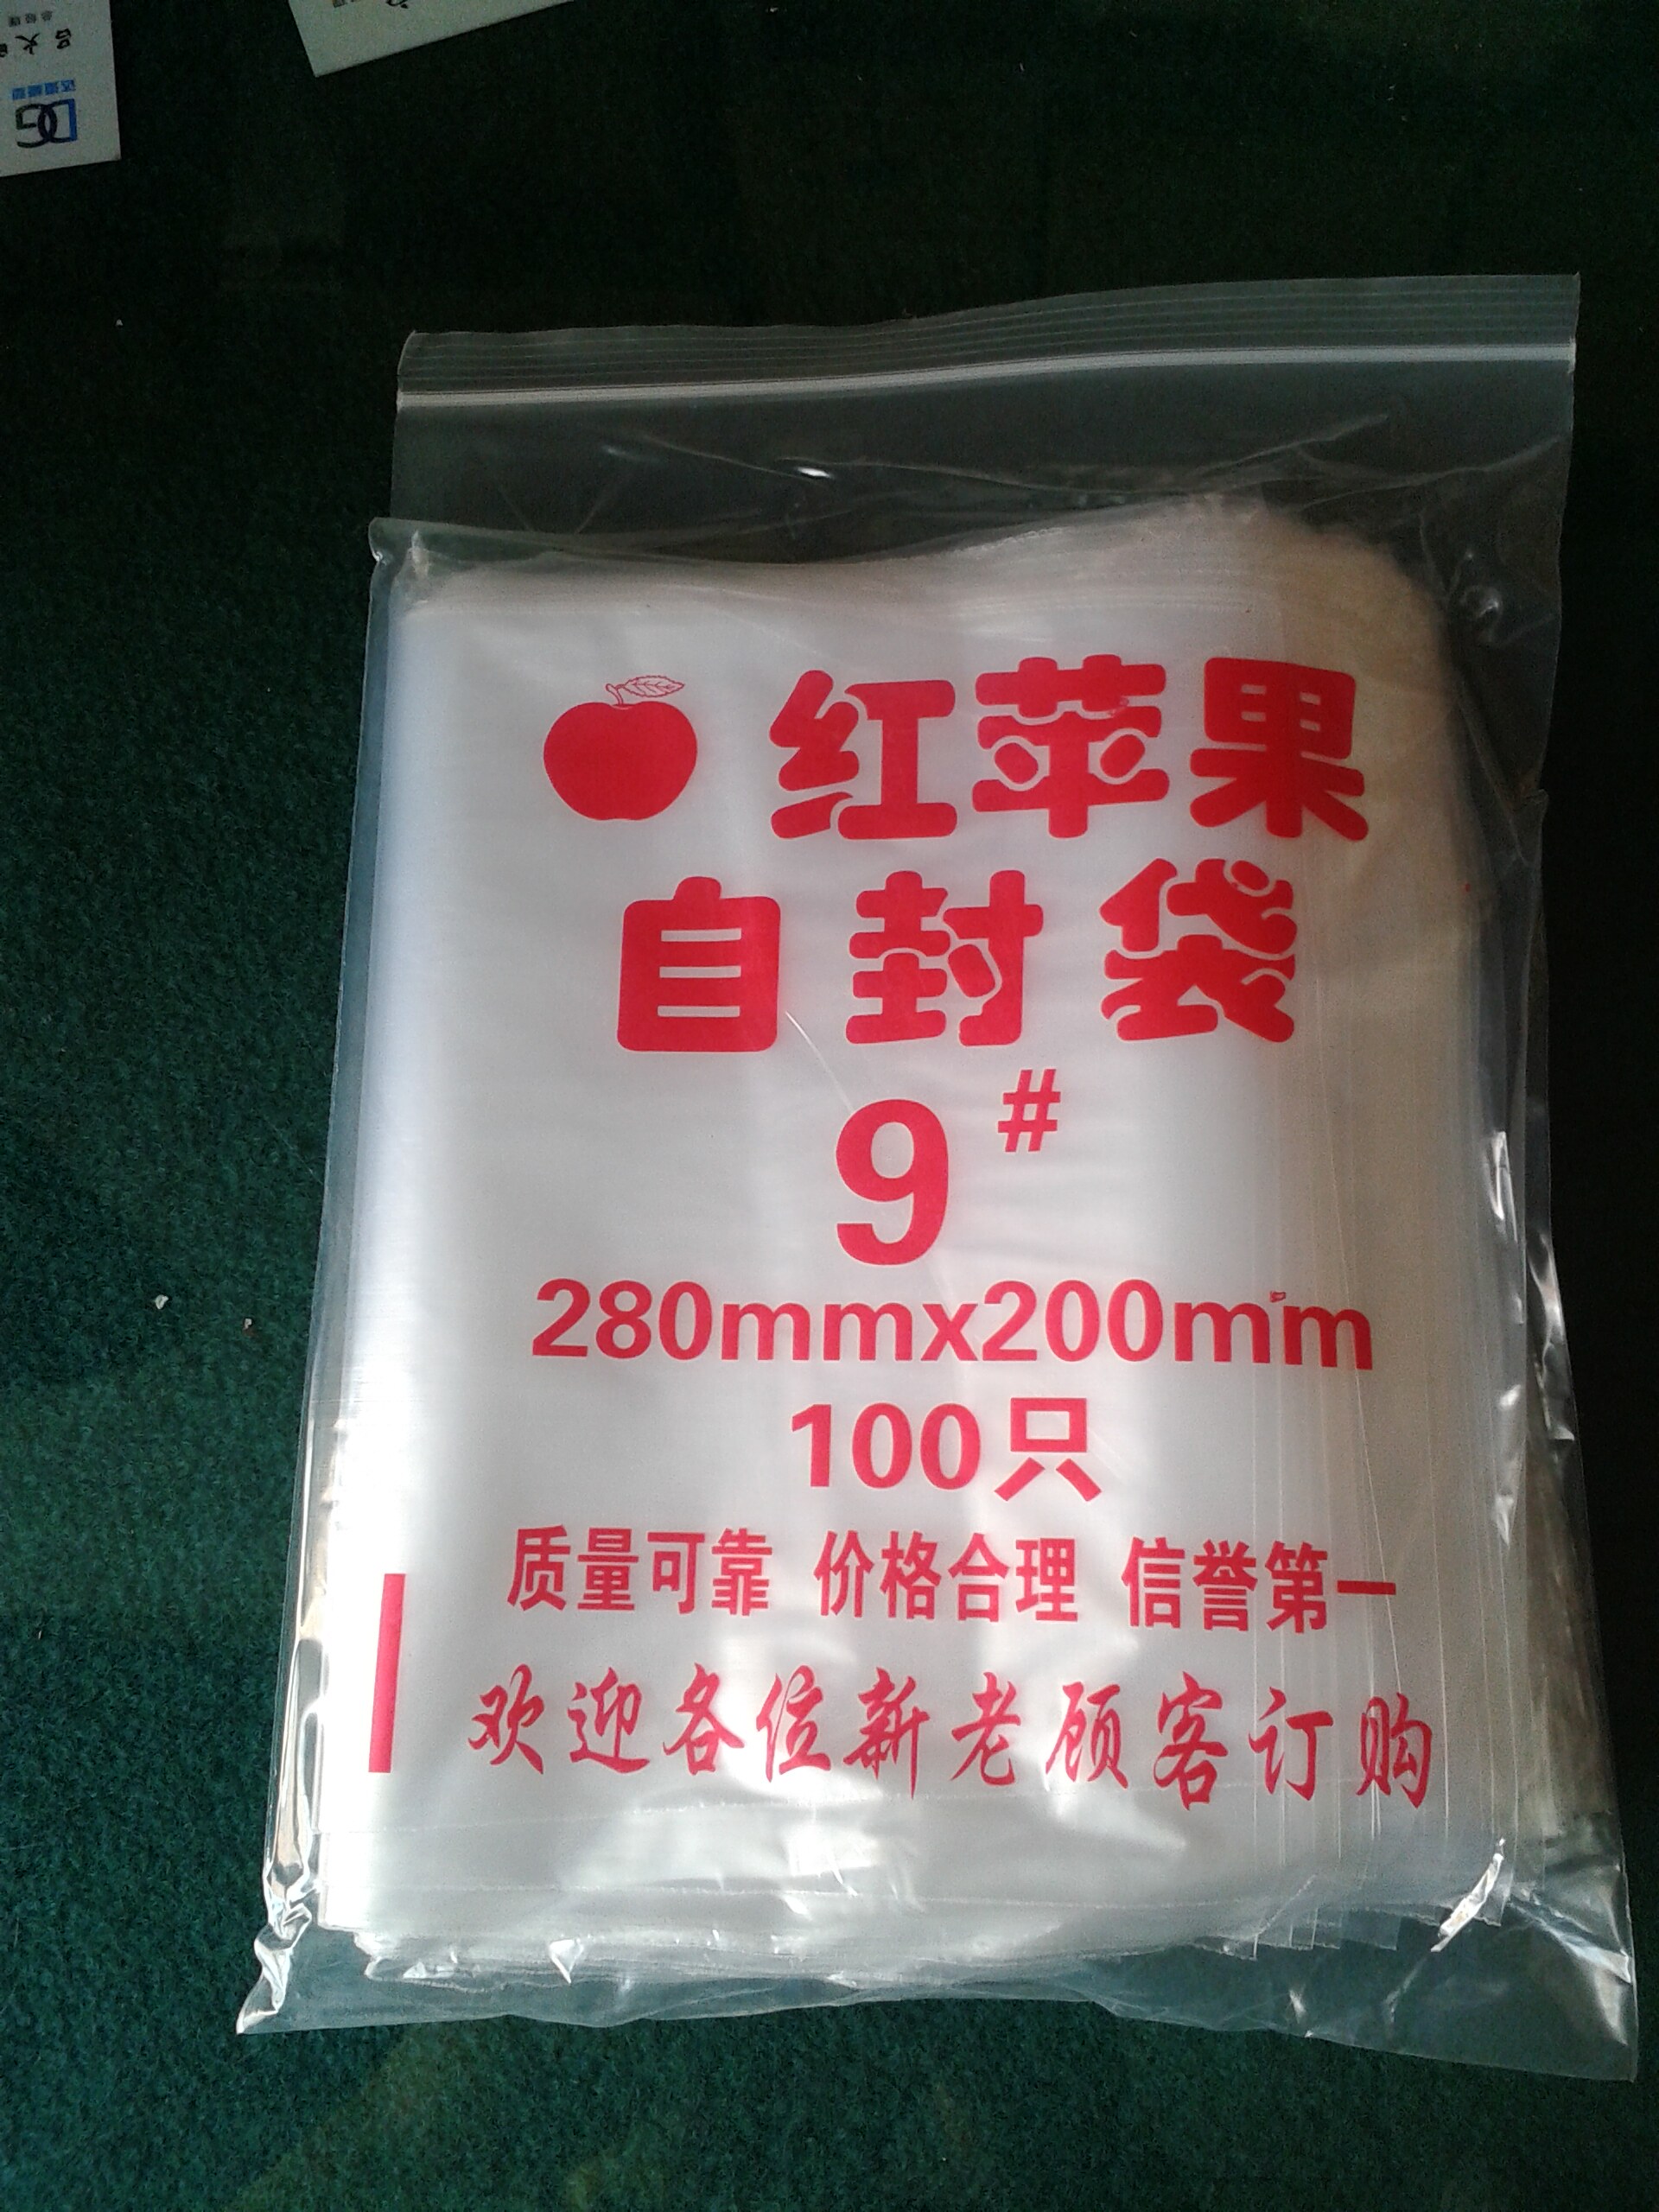 红苹果
自封袋
9#
280mmx200mm
100只
质量可靠 价格合理 信誉第一
欢迎各位新老顾客订购